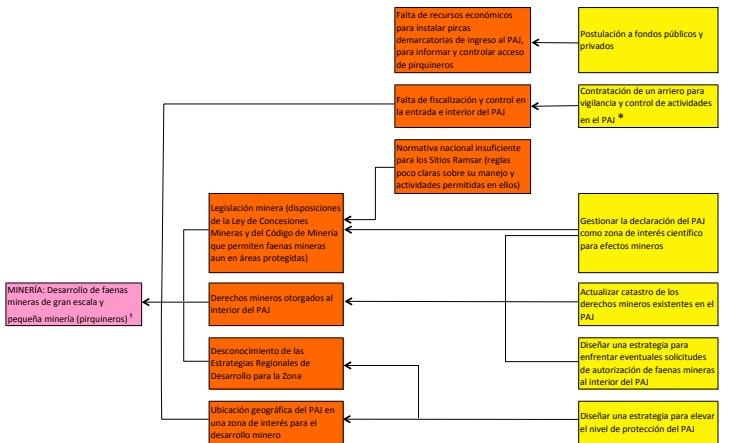 Falta de recursos económicos
para instalar pircas
demarcatorias de ingreso al PAJ,
para informar y controlar acceso
de pirquineros
Postulación a fondos públicos y
privados
Falta de fiscalización y control en
la entrada e interior del PAJ
Contratación de un arriero para
vigilancia y control de actividades
en el PAJ *
Normativa nacional insuficiente
para los Sitios Ramsar (reglas
poco claras sobre su manejo y
actividades permitidas en ellos)
Legislación minera (disposiciones
de la Ley de Concesiones
Mineras y del Código de Minería
que permiten faenas mineras
aun en áreas protegidas)
Gestionar la declaración del PAJ
como zona de interés científico
para efectos mineros
MINERÍA: Desarrollo de faenas
mineras de gran escala y
pequeña minería (pirquineros) §
Derechos mineros otorgados al
interior del PAJ
Actualizar catastro de los
derechos mineros existentes en el
PAJ
Desconocimiento de las
Estrategias Regionales de
Desarrollo para la Zona
Diseñar una estrategia para
enfrentar eventuales solicitudes
de autorización de faenas mineras
al interior del PAJ
Ubicación geográfica del PAJ en
una zona de interés para el
desarrollo minero
Diseñar una estrategia para elevar
el nivel de protección del PAJ